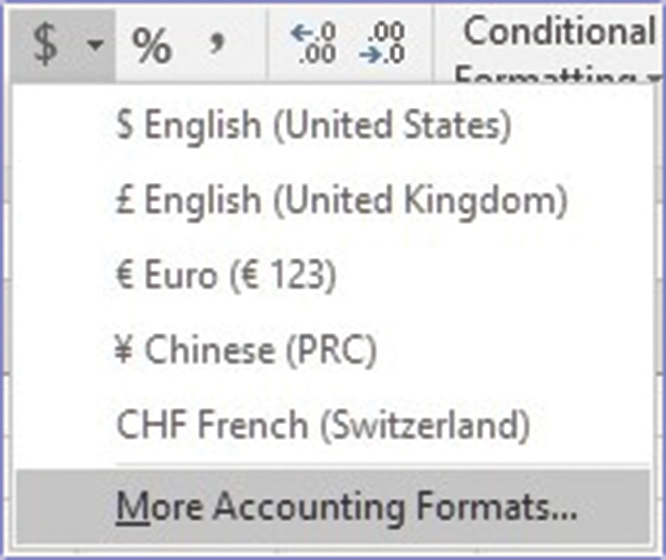 $ % , .0 .00 .00 .0 Conditional
Formatting
$ English (United States)
£ English (United Kingdom)
€ Euro (€ 123)
¥ Chinese (PRC)
CHF French (Switzerland)
More Accounting Formats...